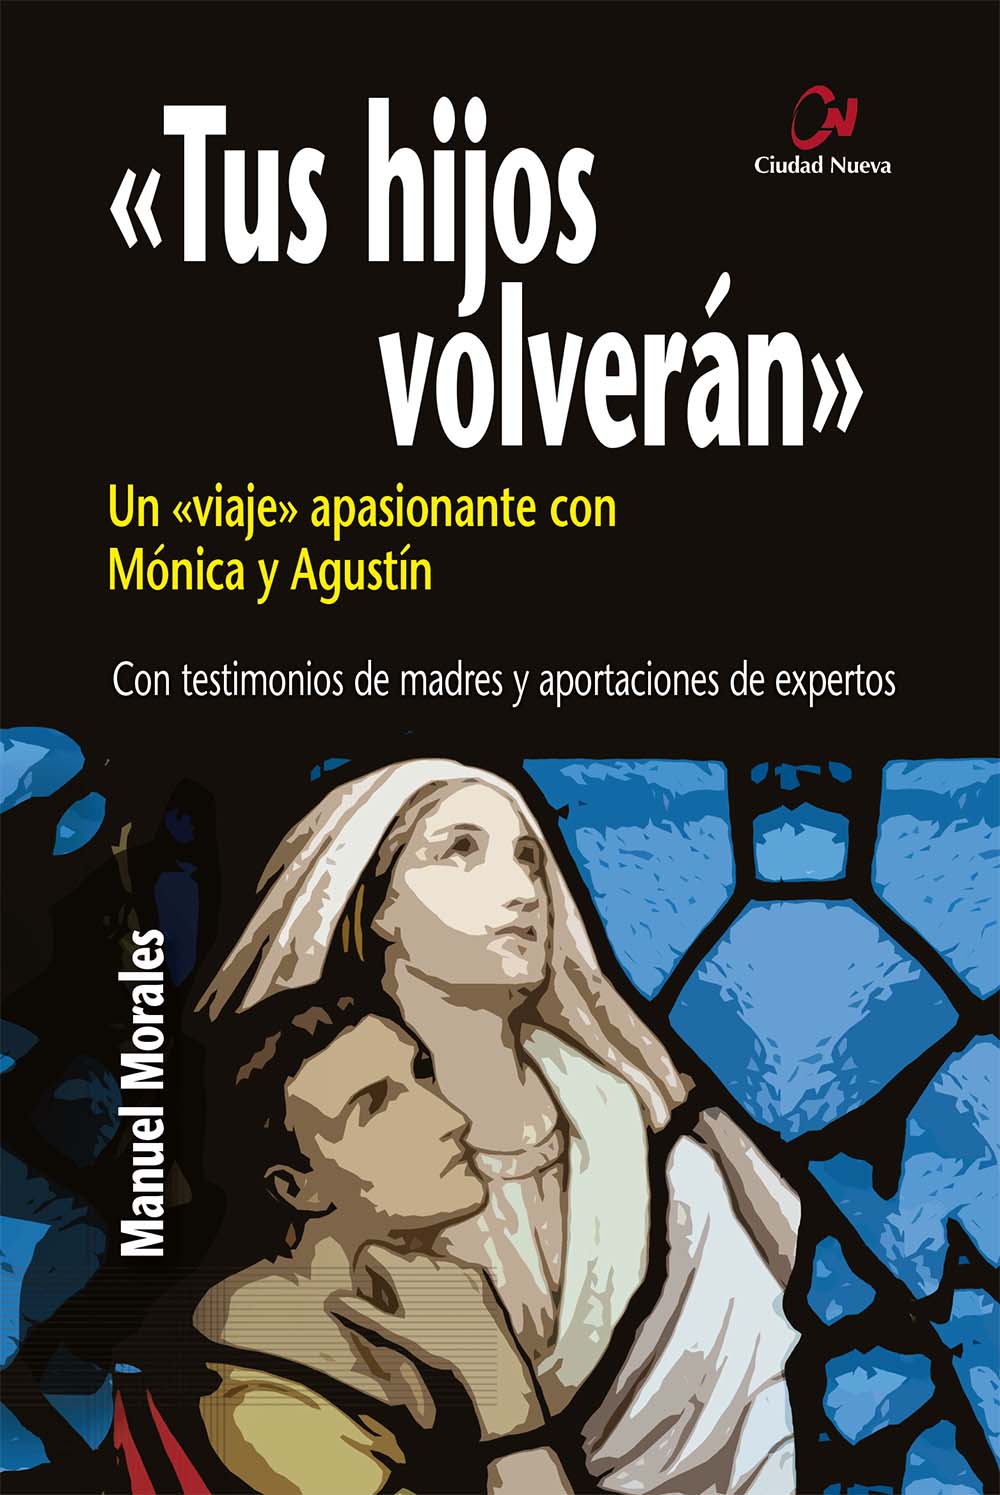 «Tus hijos
volverán»
CN
Ciudad Nueva
Un «viaje» apasionante con
Mónica y Agustín
Con testimonios de madres y aportaciones de expertos
Manuel Morales